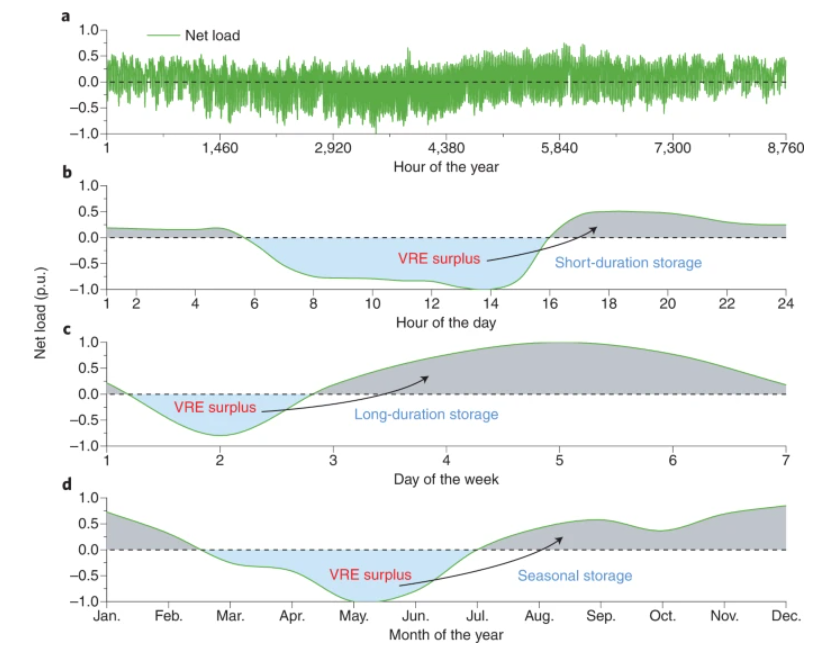 a
Net load
1.0
0.5
0.0
–0.5
–1.0
1 1,460 2,920 4,380 5,840 7,300 8,760
Hour of the year
b
1.0
0.5
0.0
–0.5
–1.0
VRE surplus
Short-duration storage
1 2 4 6 8 10 12 14 16 18 20 22 24
Hour of the day
Net load (p.u.)
c
1.0
0.5
0.0
–0.5
–1.0
VRE surplus
Long-duration storage
1 2 3 4 5 6 7
Day of the week
d
1.0
0.5
0.0
–0.5
–1.0
VRE surplus
Seasonal storage
Jan. Feb. Mar. Apr. May. Jun. Jul. Aug. Sep. Oct. Nov. Dec.
Month of the year